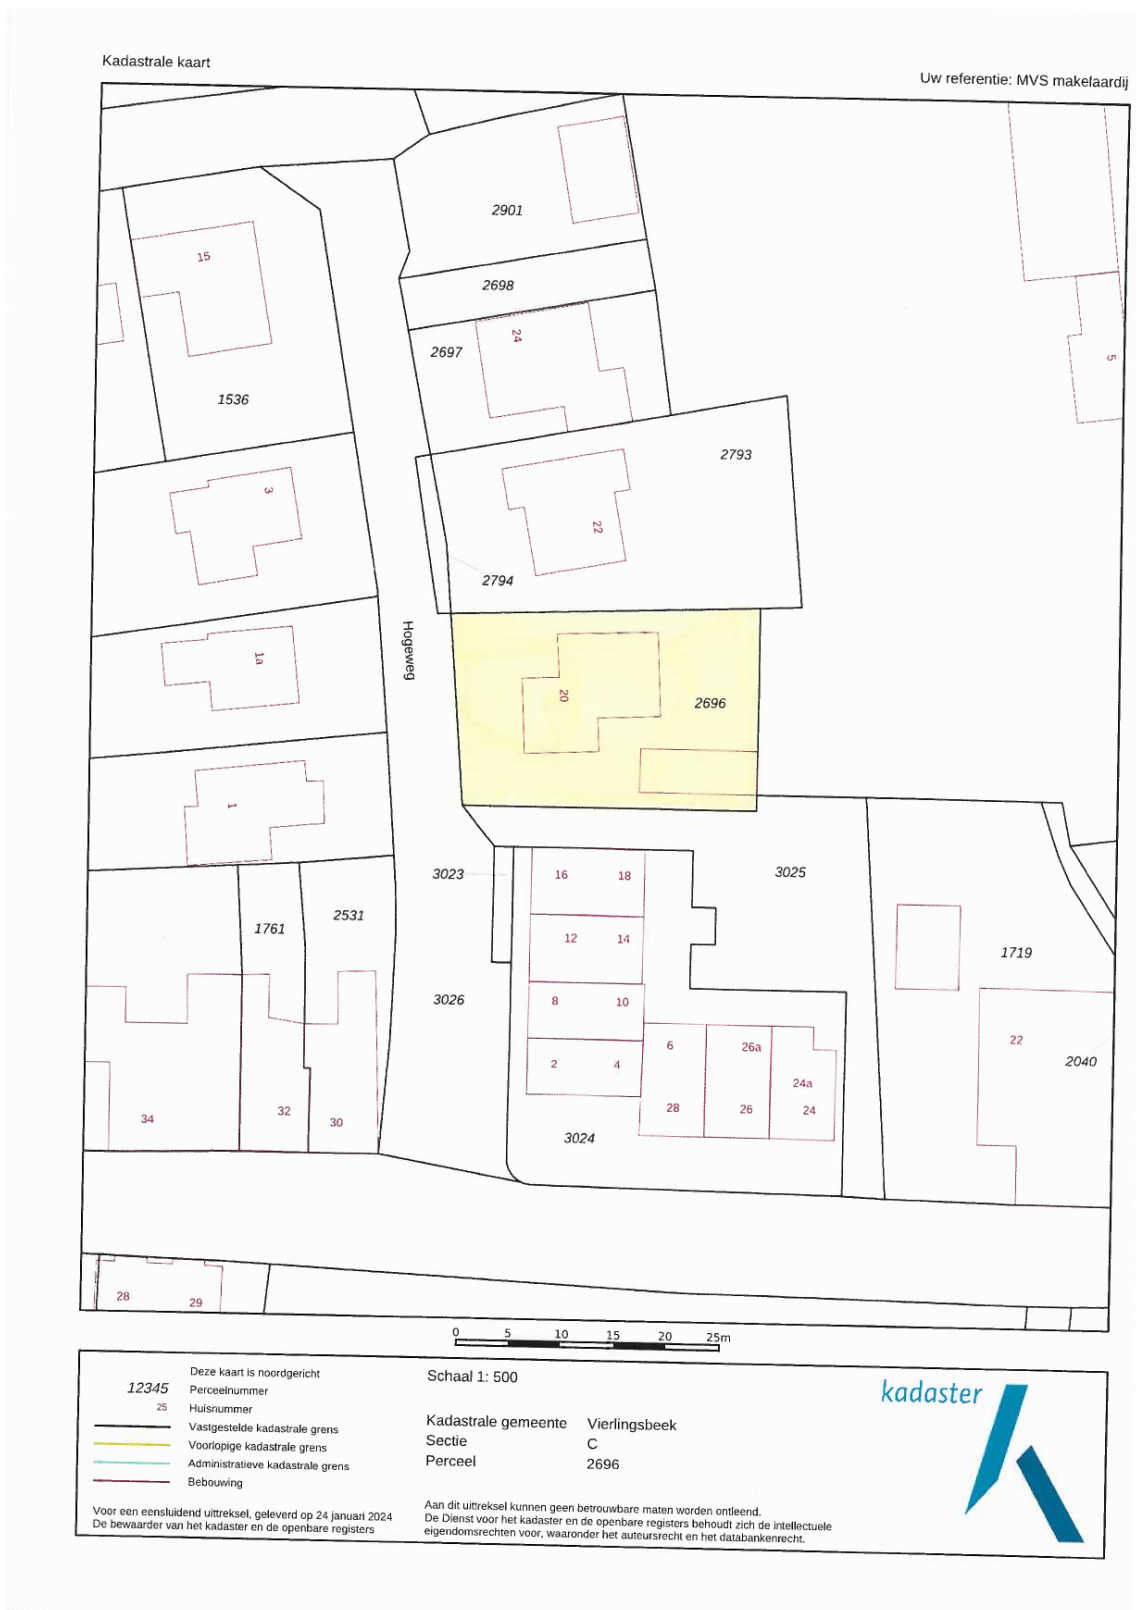 Kadastrale kaart
Uw referentie: MVS makelaardij
2901
15
2698
24
2697
5
1536
2793
3
22
2794
Hogeweg
1a
20
2696
1
3023
16
18
3025
2531
1761
12
14
1719
3026
8
10
22
6
26a
2040
2
4
24a
34
32
30
28
26
24
3024
28
29
0 5 10 15 20 25m
Deze kaart is noordgericht
12345 Perceelnummer
25 Huisnummer
Vastgestelde kadastrale grens
Voorlopige kadastrale grens
Administratieve kadastrale grens
Bebouwing
Voor een eensluidend uittreksel, geleverd op 24 januari 2024
De bewaarder van het kadaster en de openbare registers
Schaal 1: 500
Kadastrale gemeente Vierlingsbeek
Sectie C
Perceel 2696
Aan dit uittreksel kunnen geen betrouwbare maten worden ontleend.
De Dienst voor het kadaster en de openbare registers behoudt zich de intellectuele
eigendomsrechten voor, waaronder het auteursrecht en het databankenrecht.
kadaster